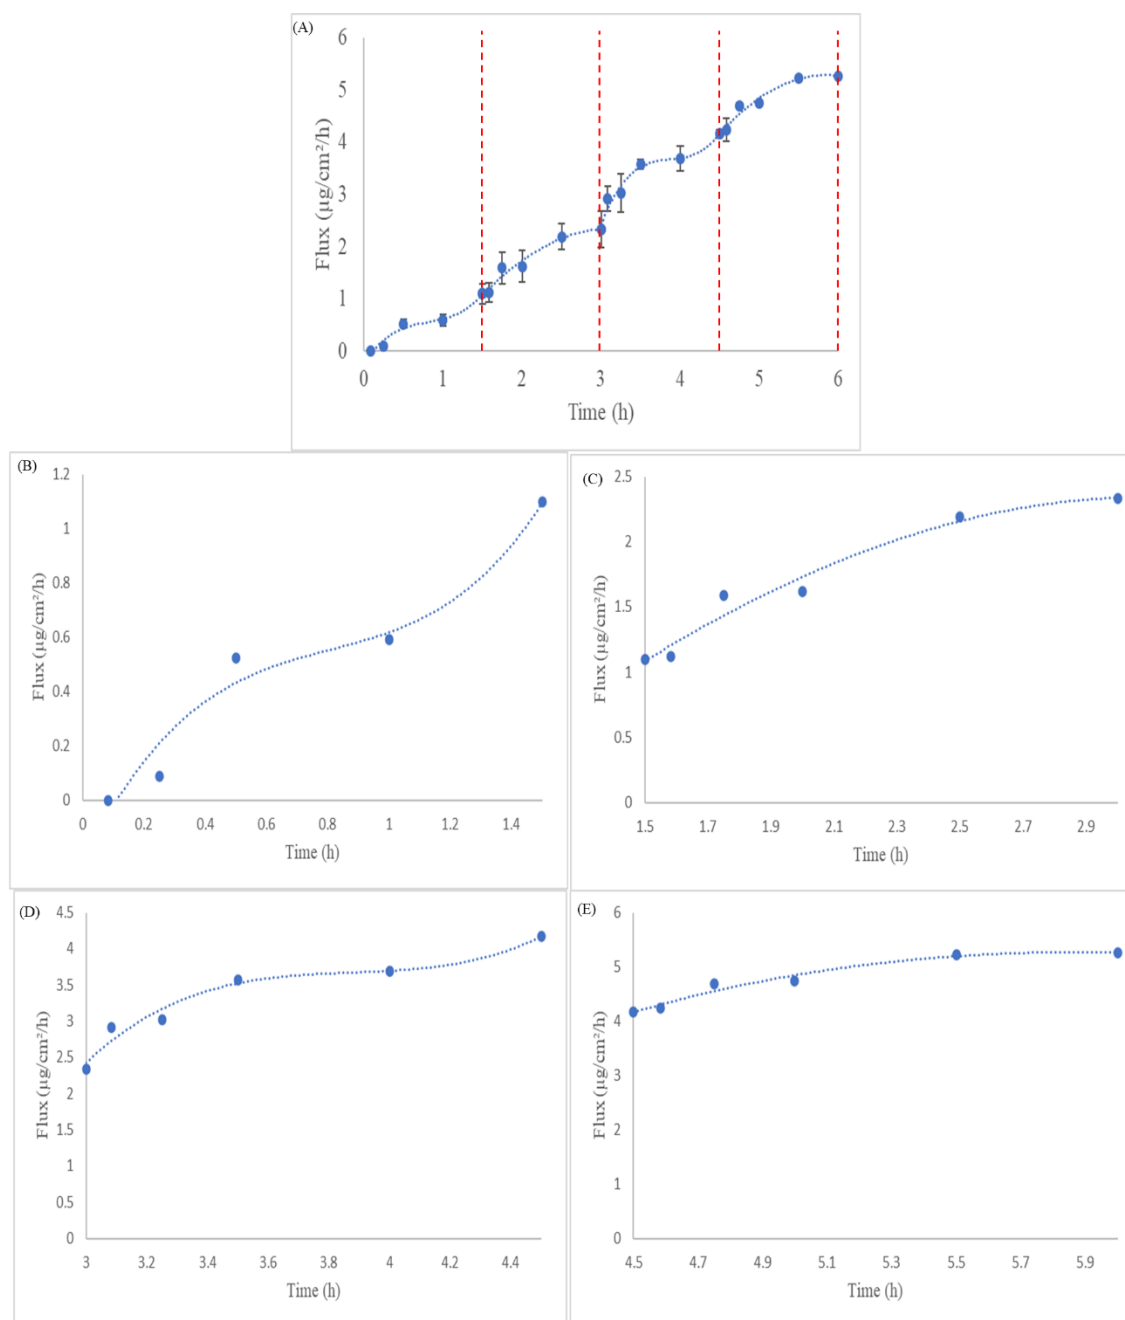 (A)
6
5
4
3
2
1
0
Flux (µg/cm²/h)
0 1 2 3 4 5 6
Time (h)
(B)
1.2
1
0.8
0.6
0.4
0.2
0
Flux (µg/cm²/h)
0 0.2 0.4 0.6 0.8 1 1.2 1.4
Time (h)
(C)
2.5
2
1.5
1
0.5
0
Flux (µg/cm²/h)
1.5 1.7 1.9 2.1 2.3 2.5 2.7 2.9
Time (h)
(D)
4.5
4
3.5
3
2.5
2
1.5
1
0.5
0
Flux (µg/cm²/h)
3 3.2 3.4 3.6 3.8 4 4.2 4.4
Time (h)
(E)
6
5
4
3
2
1
0
Flux (µg/cm²/h)
4.5 4.7 4.9 5.1 5.3 5.5 5.7 5.9
Time (h)